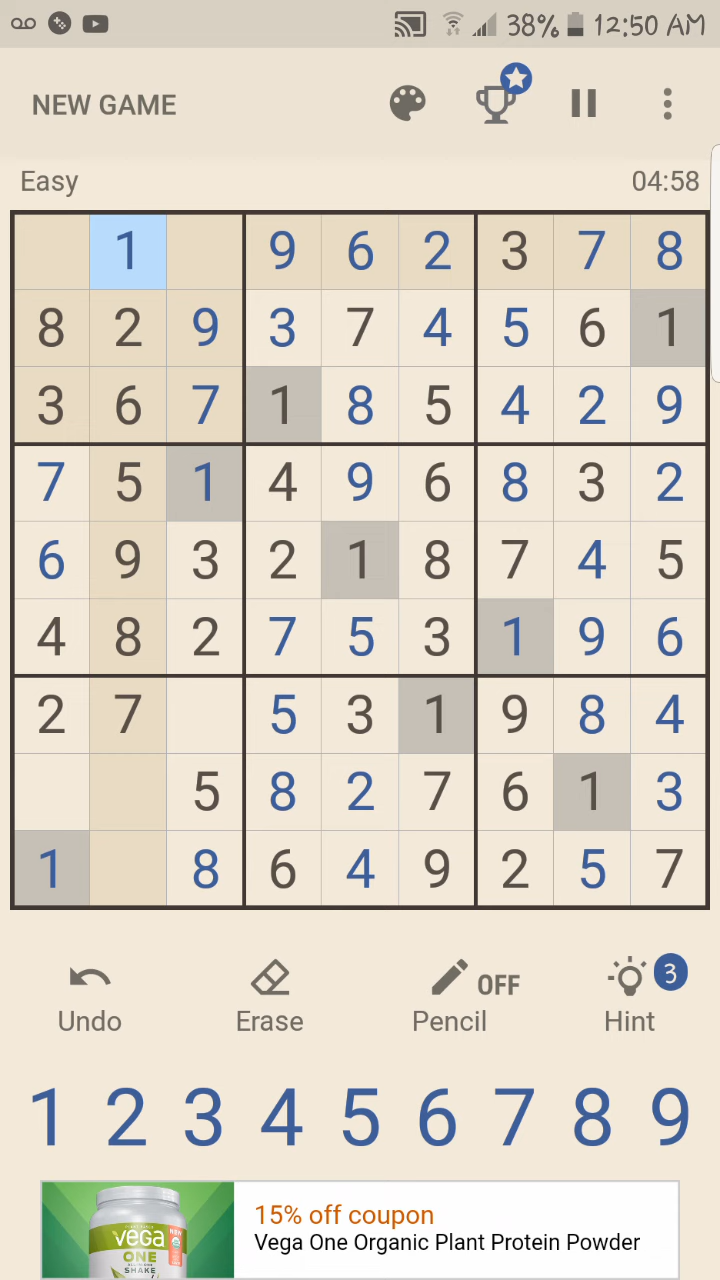 38% 12:50 AM
NEW GAME
Easy 04:58
1 9 6 2 3 7 8
8 2 9 3 7 4 5 6 1
3 6 7 1 8 5 4 2 9
7 5 1 4 9 6 8 3 2
6 9 3 2 1 8 7 4 5
4 8 2 7 5 3 1 9 6
2 7 5 3 1 9 8 4
5 8 2 7 6 1 3
1 8 6 4 9 2 5 7
OFF 3
Undo Erase Pencil Hint
1 2 3 4 5 6 7 8 9
15% off coupon
Vega One Organic Plant Protein Powder
vega
ONE
SHAKE